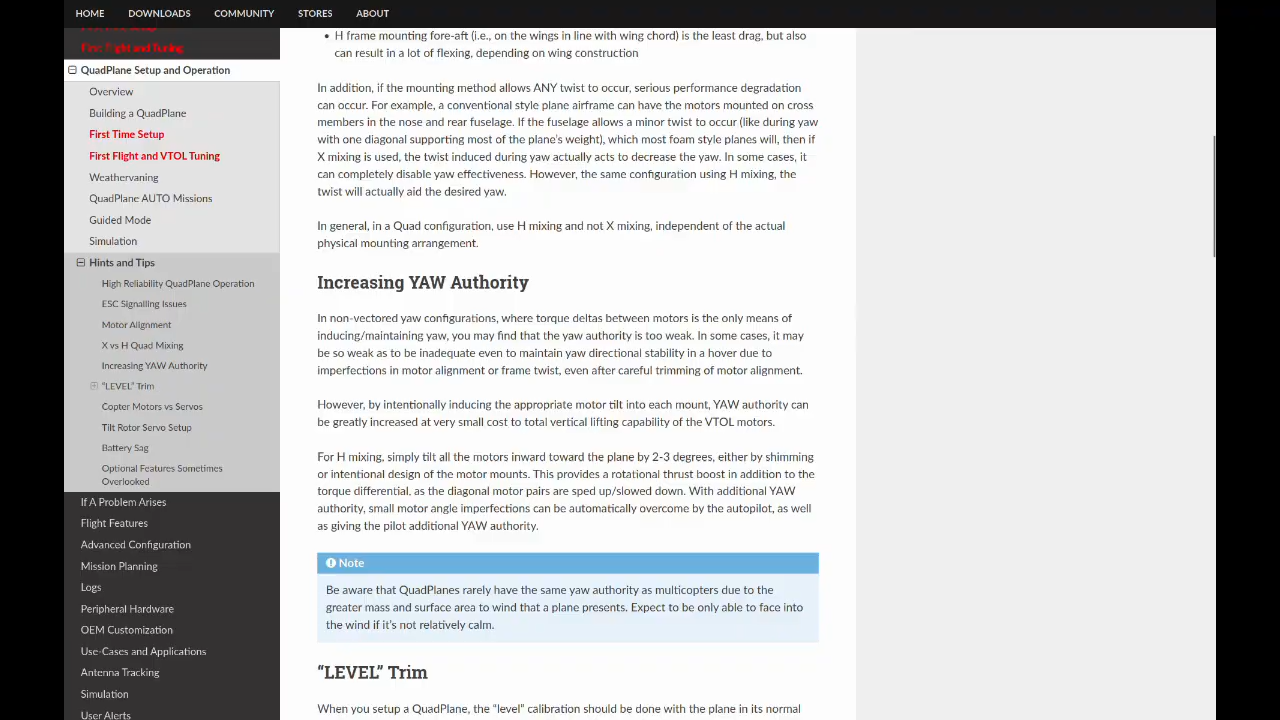 HOME DOWNLOADS COMMUNITY STORES ABOUT
First Flight and Tuning
QuadPlane Setup and Operation
Overview
Building a QuadPlane
First Time Setup
First Flight and VTOL Tuning
Weathervaning
QuadPlane AUTO Missions
Guided Mode
Simulation
Hints and Tips
High Reliability QuadPlane Operation
ESC Signalling Issues
Motor Alignment
X vs H Quad Mixing
Increasing YAW Authority
“LEVEL” Trim
Copter Motors vs Servos
Tilt Rotor Servo Setup
Battery Sag
Optional Features Sometimes
Overlooked
If A Problem Arises
Flight Features
Advanced Configuration
Mission Planning
Logs
Peripheral Hardware
OEM Customization
Use-Cases and Applications
Antenna Tracking
Simulation
User Alerts
• H frame mounting fore-aft (i.e., on the wings in line with wing chord) is the least drag, but also
can result in a lot of flexing, depending on wing construction
In addition, if the mounting method allows ANY twist to occur, serious performance degradation
can occur. For example, a conventional style plane airframe can have the motors mounted on cross
members in the nose and rear fuselage. If the fuselage allows a minor twist to occur (like during yaw
with one diagonal supporting most of the plane’s weight), which most foam style planes will, then if
X mixing is used, the twist induced during yaw actually acts to decrease the yaw. In some cases, it
can completely disable yaw effectiveness. However, the same configuration using H mixing, the
twist will actually aid the desired yaw.
In general, in a Quad configuration, use H mixing and not X mixing, independent of the actual
physical mounting arrangement.
Increasing YAW Authority
In non-vectored yaw configurations, where torque deltas between motors is the only means of
inducing/maintaining yaw, you may find that the yaw authority is too weak. In some cases, it may
be so weak as to be inadequate even to maintain yaw directional stability in a hover due to
imperfections in motor alignment or frame twist, even after careful trimming of motor alignment.
However, by intentionally inducing the appropriate motor tilt into each mount, YAW authority can
be greatly increased at very small cost to total vertical lifting capability of the VTOL motors.
For H mixing, simply tilt all the motors inward toward the plane by 2-3 degrees, either by shimming
or intentional design of the motor mounts. This provides a rotational thrust boost in addition to the
torque differential, as the diagonal motor pairs are sped up/slowed down. With additional YAW
authority, small motor angle imperfections can be automatically overcome by the autopilot, as well
as giving the pilot additional YAW authority.
Note
Be aware that QuadPlanes rarely have the same yaw authority as multicopters due to the
greater mass and surface area to wind that a plane presents. Expect to be only able to face into
the wind if it’s not relatively calm.
“LEVEL” Trim
When you setup a QuadPlane, the “level” calibration should be done with the plane in its normal